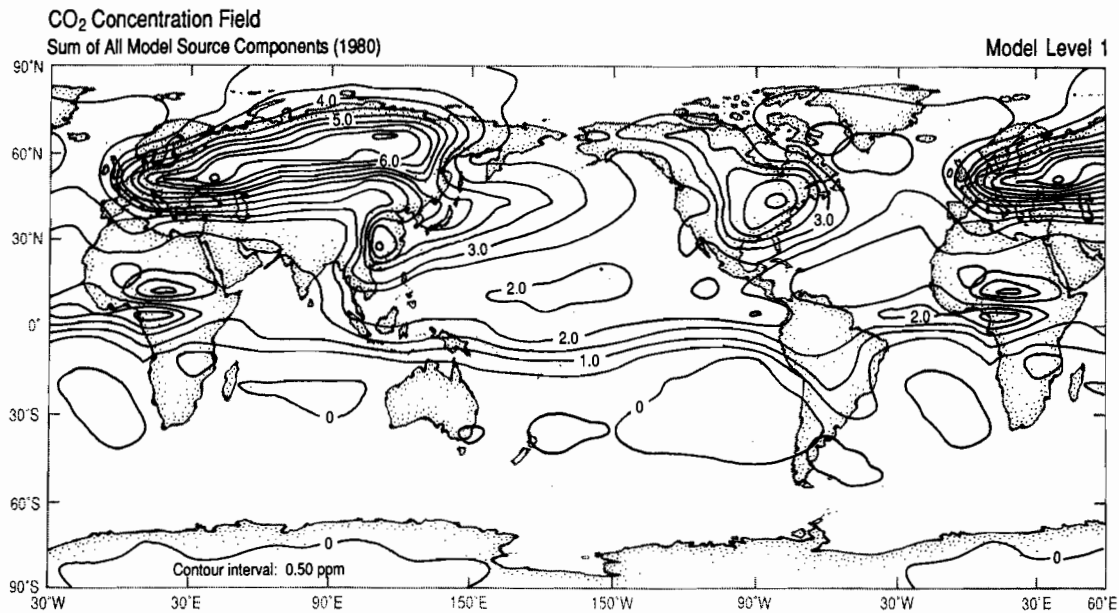 CO₂ Concentration Field
Sum of All Model Source Components (1980)
Model Level 1
90°N
60°N
30°N
0°
30°S
60°S
90°S
4.0
5.0
6.0
3.0
3.0
2.0
2.0
2.0
1.0
0
0
0
0
Contour interval: 0.50 ppm
30°W
30°E
90°E
150°E
150°W
90°W
30°W
30°E
60°E